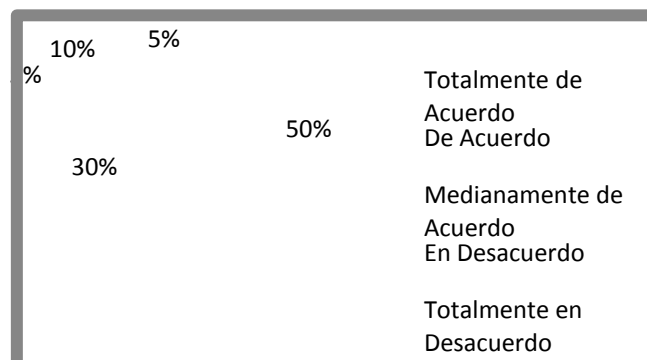 10%
5%
%
50%
30%
Totalmente de
Acuerdo
De Acuerdo
Medianamente de
Acuerdo
En Desacuerdo
Totalmente en
Desacuerdo